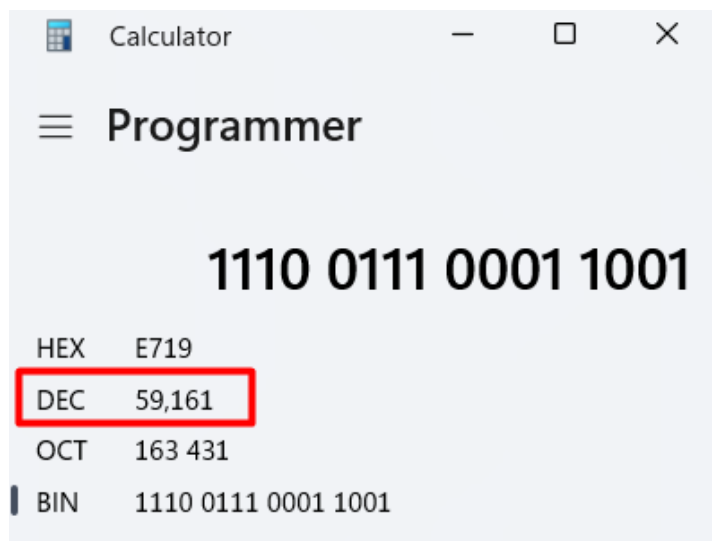 Calculator
Programmer
1110 0111 0001 1001
HEX E719
DEC 59,161
OCT 163 431
BIN 1110 0111 0001 1001